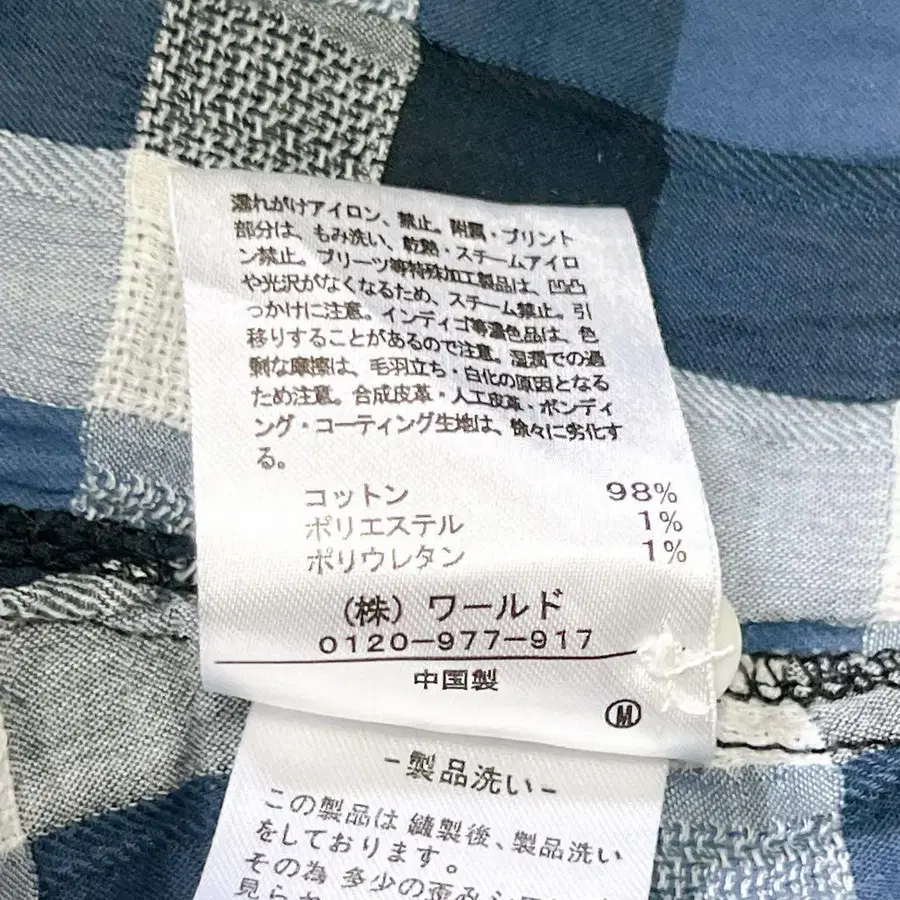 濡れがけアイロン、禁止。附属・プリント
部分は、もみ洗い、乾熱・スチームアイロ
ン禁止。プリーツ等特殊加工製品は、凹凸
や光沢がなくなるため、スチーム禁止。引
っかけに注意。インディゴ等濃色品は、色
移りすることがあるので注意。湿潤での過
剰な摩擦は、毛羽立ち・白化の原因となる
ため注意。合成皮革・人工皮革・ボンディ
ング・コーティング生地は、徐々に劣化す
る。
コットン 98%
ポリエステル 1%
ポリウレタン 1%
(株) ワールド
0120-977-917
中国製
M
-製品洗い-
この製品は 縫製後、製品洗い
をしております。
その為 多少の歪み
見られ